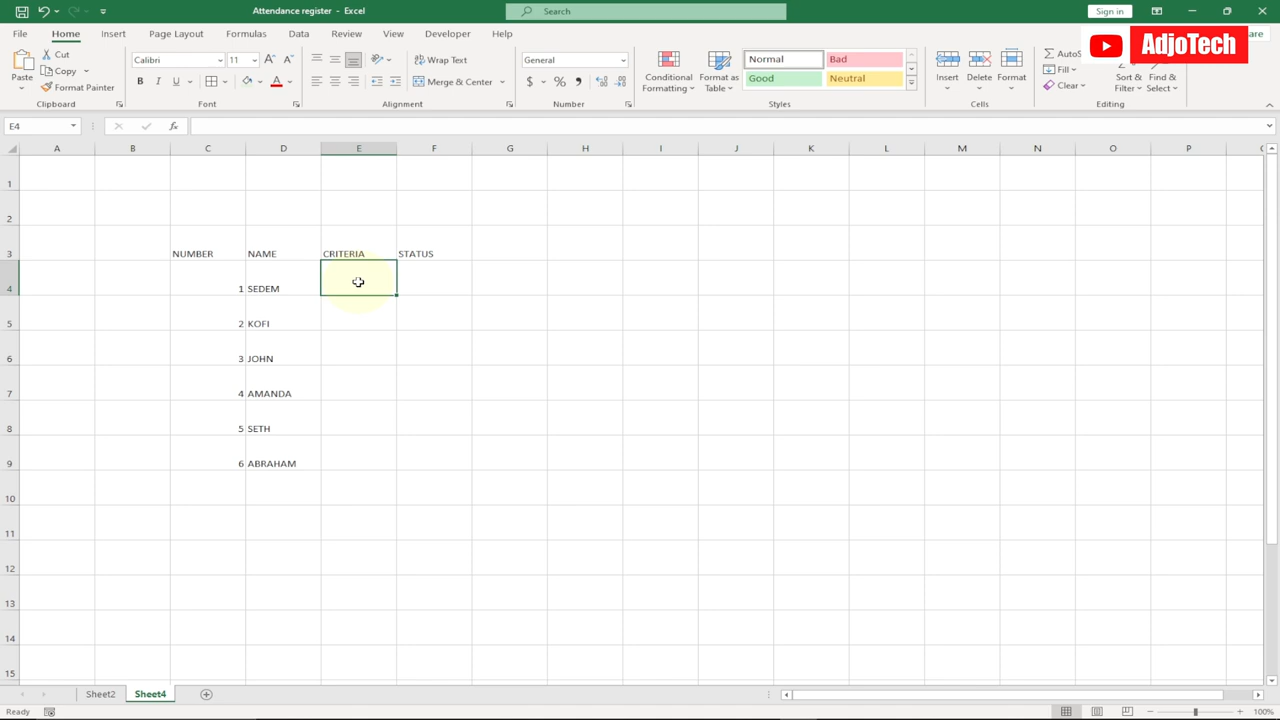 Attendance register - Excel
Search
Sign in
File Home Insert Page Layout Formulas Data Review View Developer Help
AdjoTech
Paste
Cut
Copy
Format Painter
Clipboard
Calibri 11
B I U
Font
Wrap Text
Merge & Center
Alignment
General
$ %
Number
Conditional Formatting
Format as Table
Normal Bad
Good Neutral
Styles
Insert Delete Format
Cells
Fill
Clear
Sort & Filter
Find & Select
Editing
E4 fx
A B C D E F G H I J K L M N O P
1
2
3 NUMBER NAME CRITERIA STATUS
4 1 SEDEM
5 2 KOFI
6 3 JOHN
7 4 AMANDA
8 5 SETH
9 6 ABRAHAM
10
11
12
13
14
15
Sheet2 Sheet4
Ready 100%